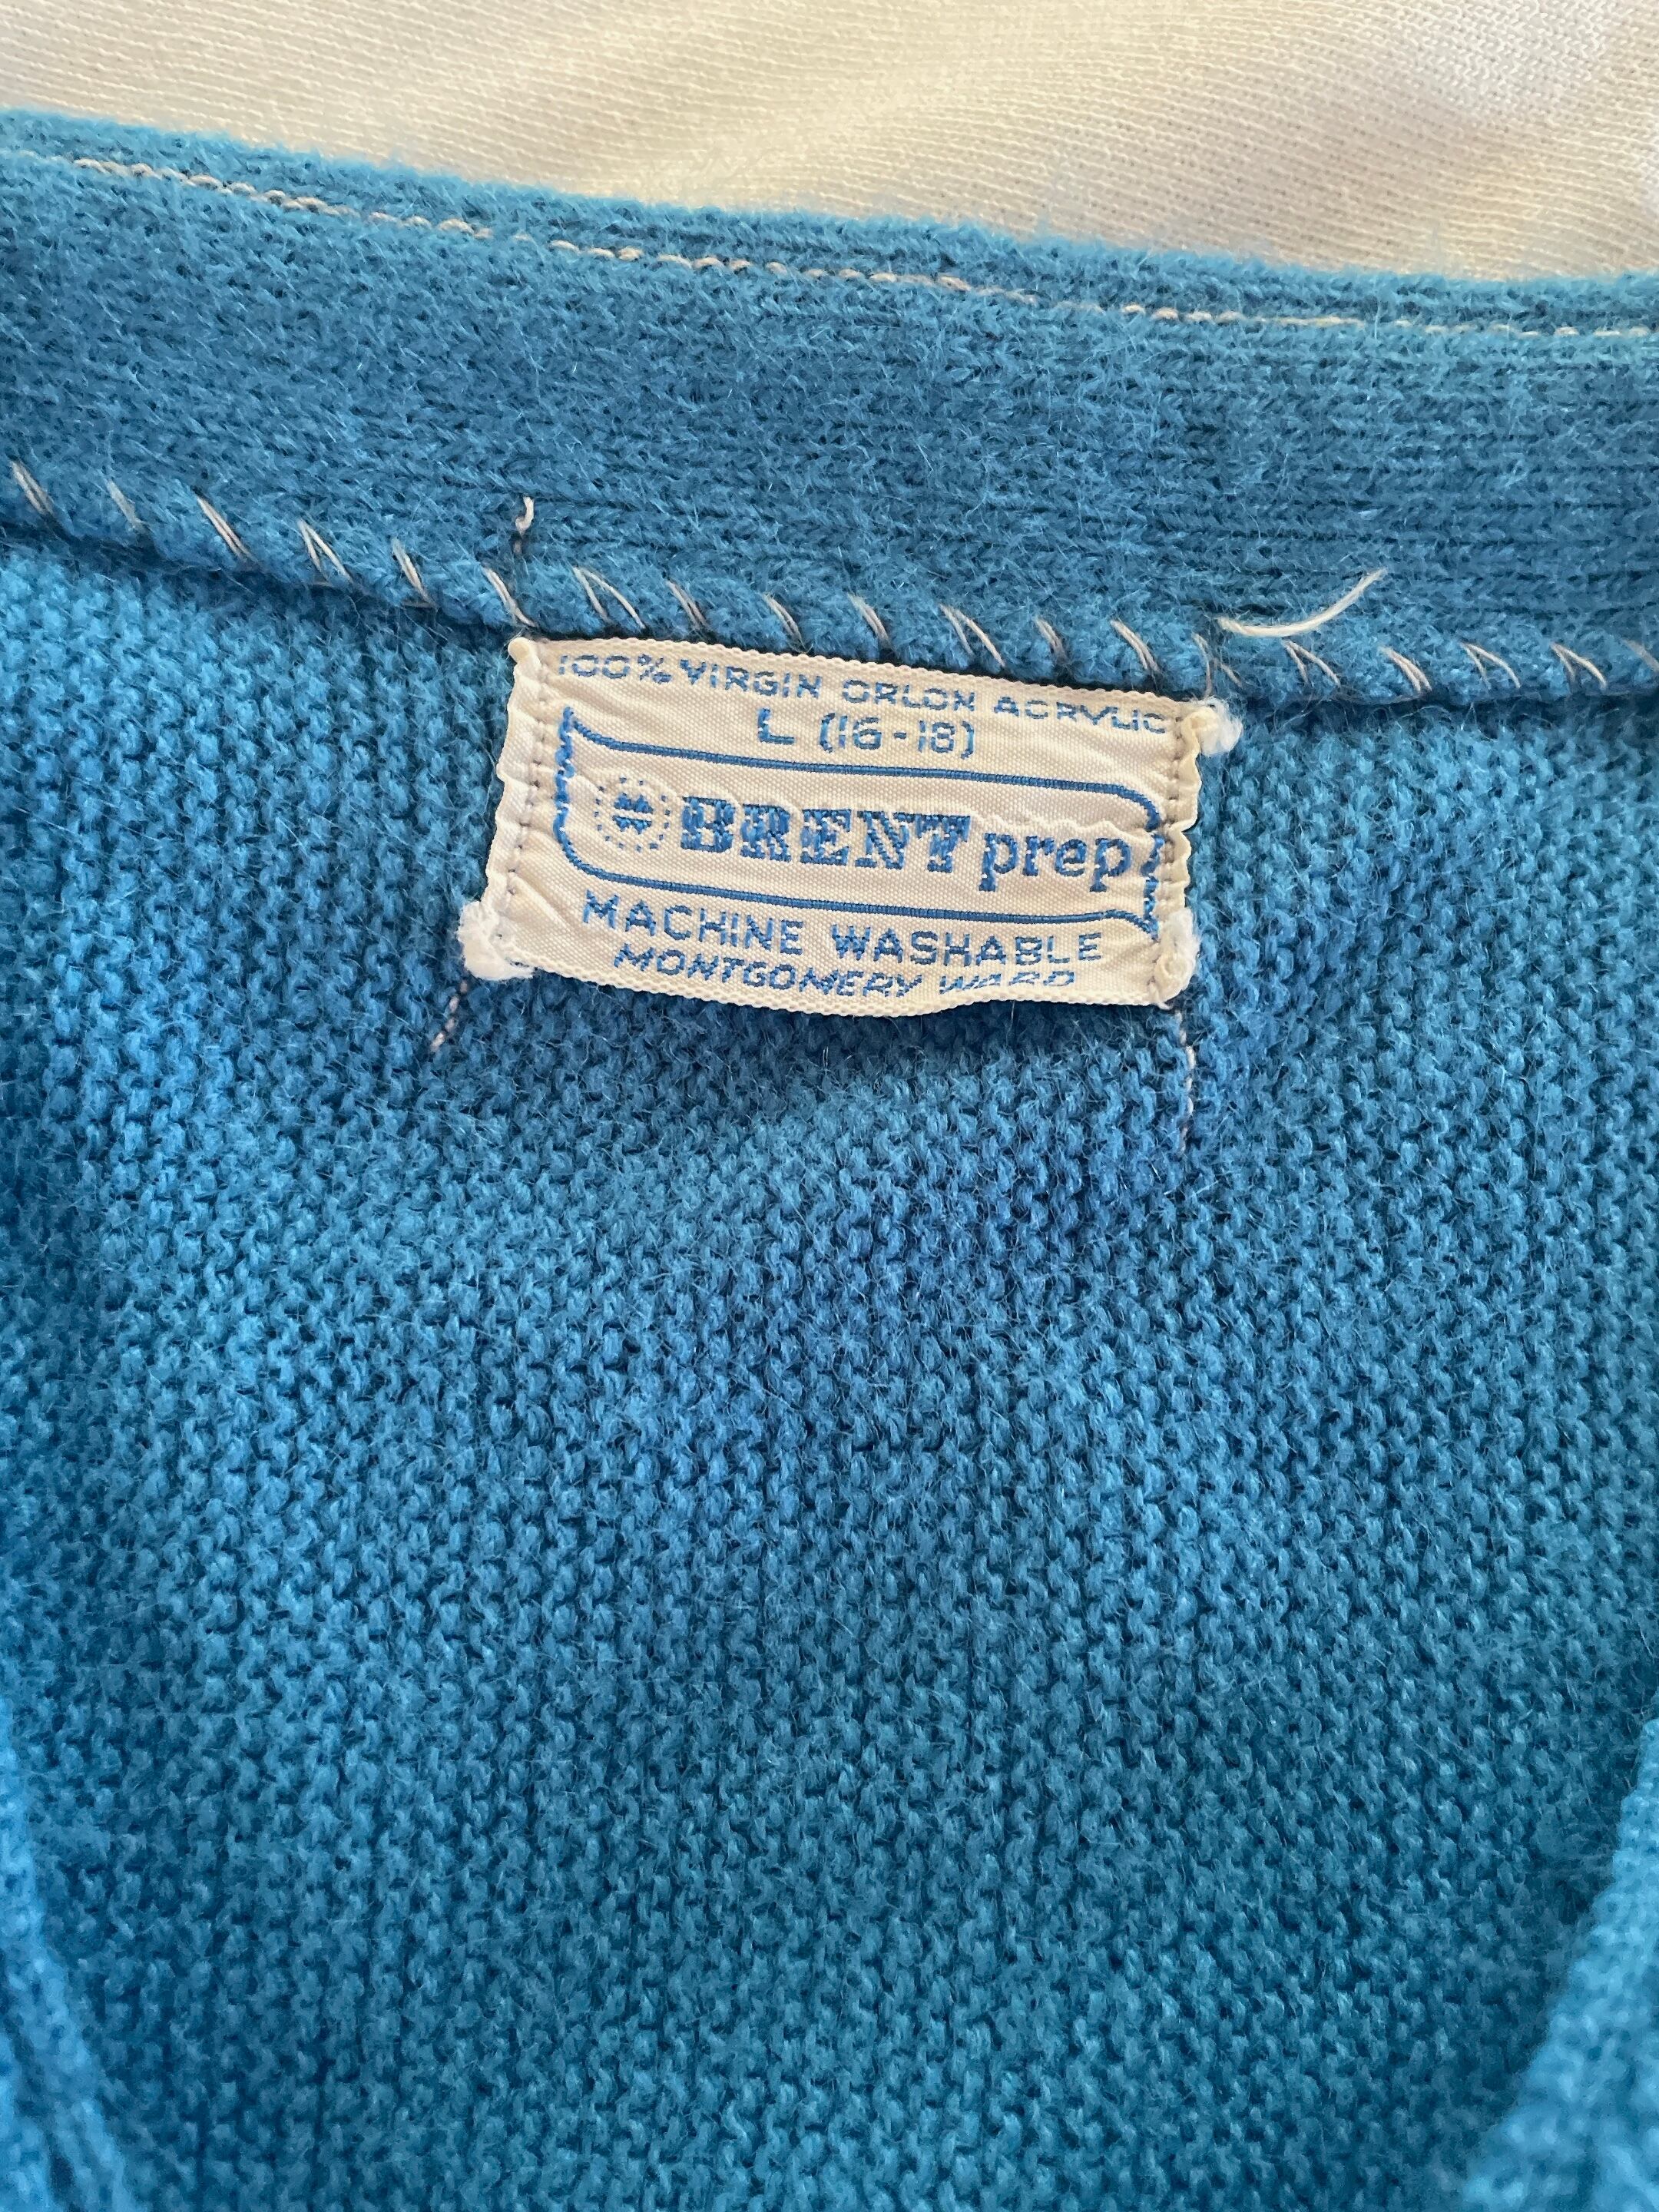 100% VIRGIN ORLON ACRYLIC
L (16-18)
BRENT prep
MACHINE WASHABLE
MONTGOMERY WARD